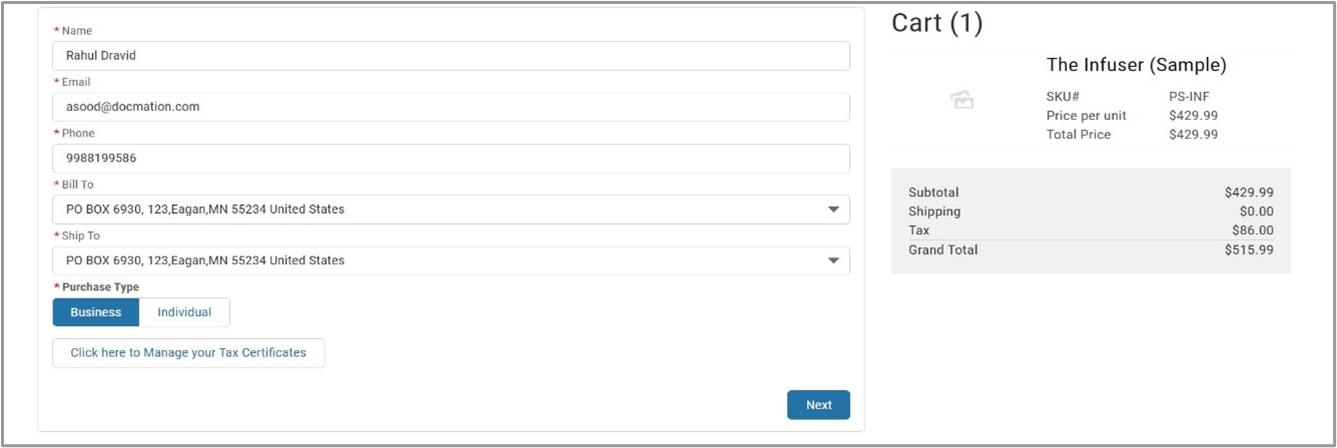 * Name
Rahul Dravid
* Email
asood@docmation.com
* Phone
9988199586
* Bill To
PO BOX 6930, 123,Eagan,MN 55234 United States
* Ship To
PO BOX 6930, 123,Eagan,MN 55234 United States
* Purchase Type
Business Individual
Click here to Manage your Tax Certificates
Next
Cart (1)
The Infuser (Sample)
SKU# PS-INF
Price per unit $429.99
Total Price $429.99
Subtotal $429.99
Shipping $0.00
Tax $86.00
Grand Total $515.99